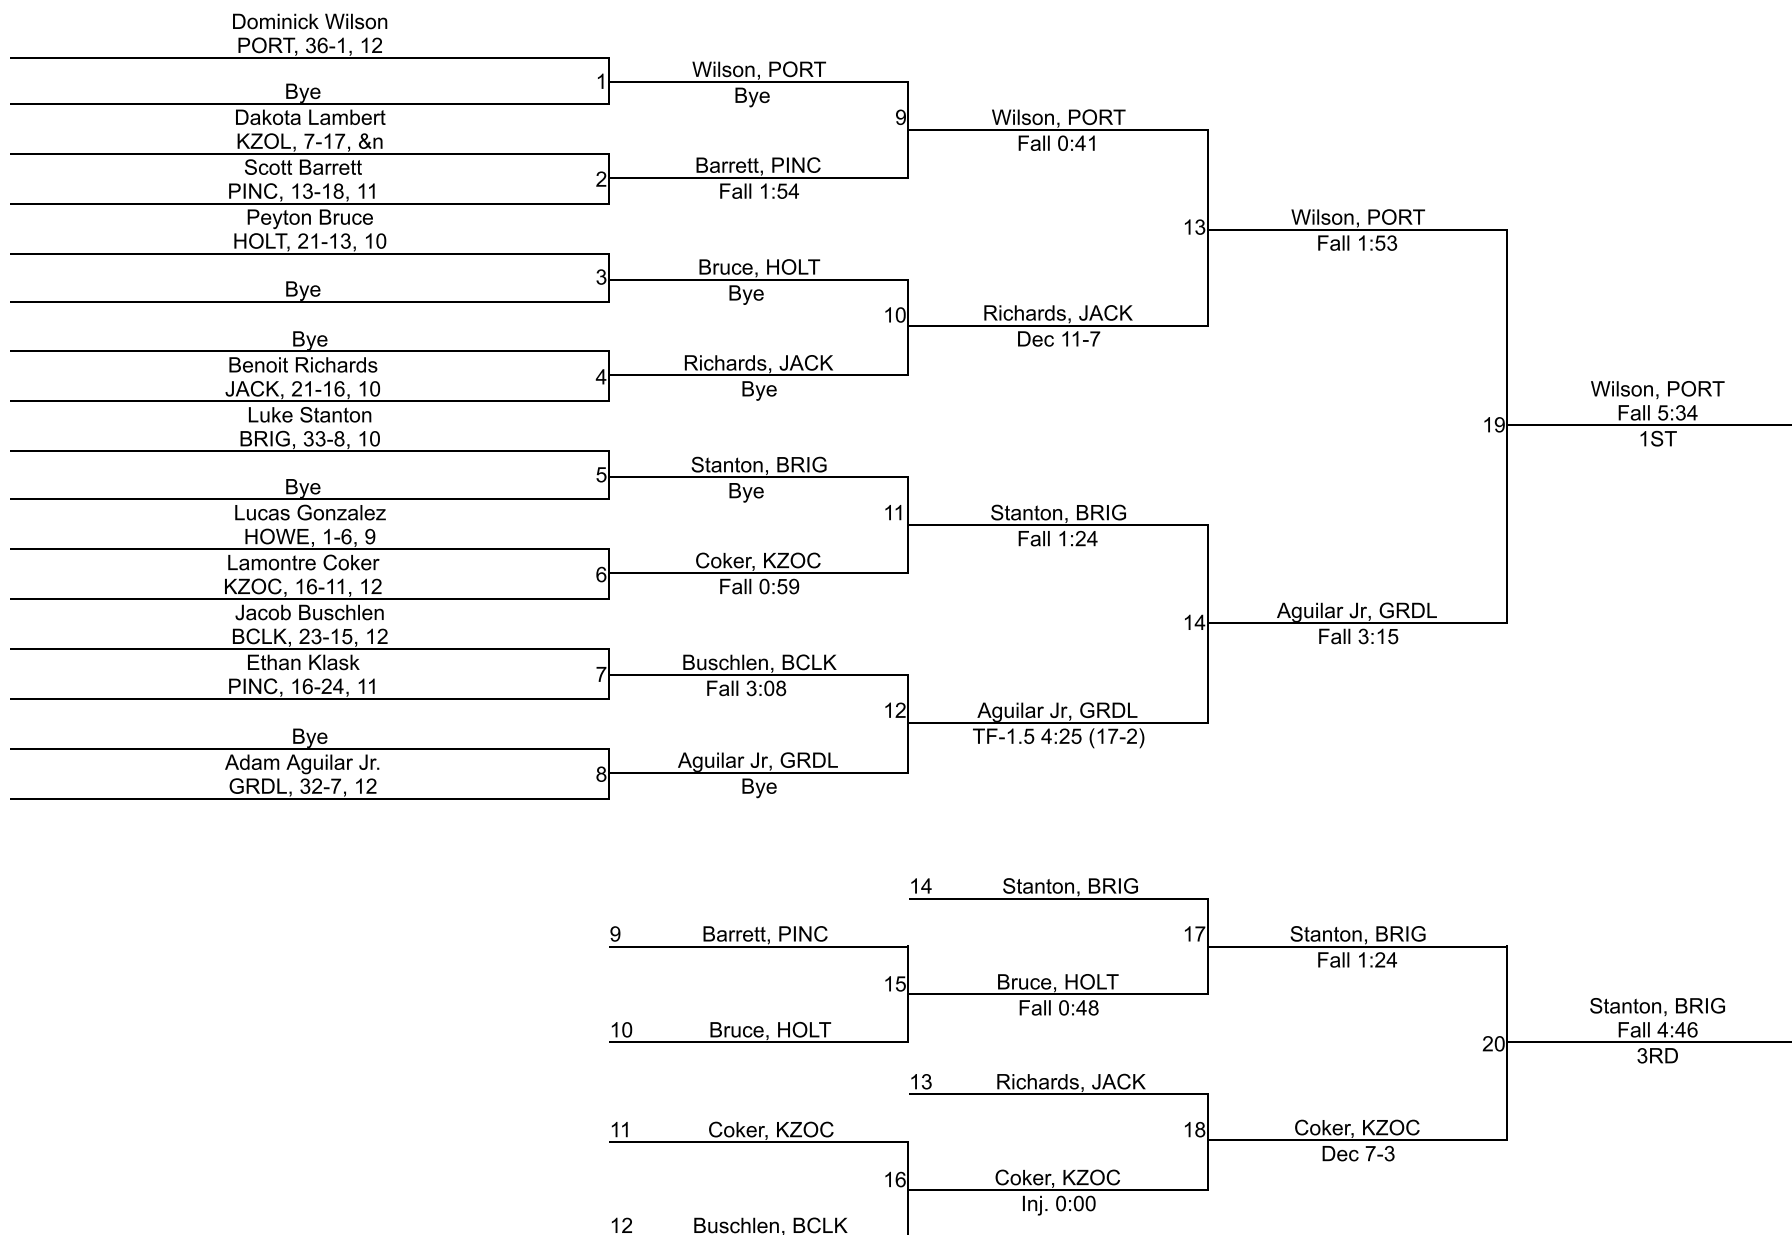 Dominick Wilson
PORT, 36-1, 12
Bye
1
Dakota Lambert
KZOL, 7-17, &n
Scott Barrett
PINC, 13-18, 11
2
Peyton Bruce
HOLT, 21-13, 10
Bye
3
Bye
Benoit Richards
JACK, 21-16, 10
4
Luke Stanton
BRIG, 33-8, 10
Bye
5
Lucas Gonzalez
HOWE, 1-6, 9
Lamontre Coker
KZOC, 16-11, 12
6
Jacob Buschlen
BCLK, 23-15, 12
Ethan Klask
PINC, 16-24, 11
7
Bye
Adam Aguilar Jr.
GRDL, 32-7, 12
8
Wilson, PORT
Bye
9
Barrett, PINC
Fall 1:54
Bruce, HOLT
Bye
10
Richards, JACK
Bye
Stanton, BRIG
Bye
11
Coker, KZOC
Fall 0:59
Buschlen, BCLK
Fall 3:08
12
Aguilar Jr, GRDL
Bye
Wilson, PORT
Fall 0:41
13
Richards, JACK
Dec 11-7
Stanton, BRIG
Fall 1:24
14
Aguilar Jr, GRDL
TF-1.5 4:25 (17-2)
Wilson, PORT
Fall 1:53
19
Aguilar Jr, GRDL
Fall 3:15
Wilson, PORT
Fall 5:34
1ST
14 Stanton, BRIG
9 Barrett, PINC
17
15
Bruce, HOLT
Fall 0:48
10 Bruce, HOLT
Stanton, BRIG
Fall 1:24
13 Richards, JACK
11 Coker, KZOC
18
16
Coker, KZOC
Inj. 0:00
12 Buschlen, BCLK
Coker, KZOC
Dec 7-3
20
Stanton, BRIG
Fall 4:46
3RD